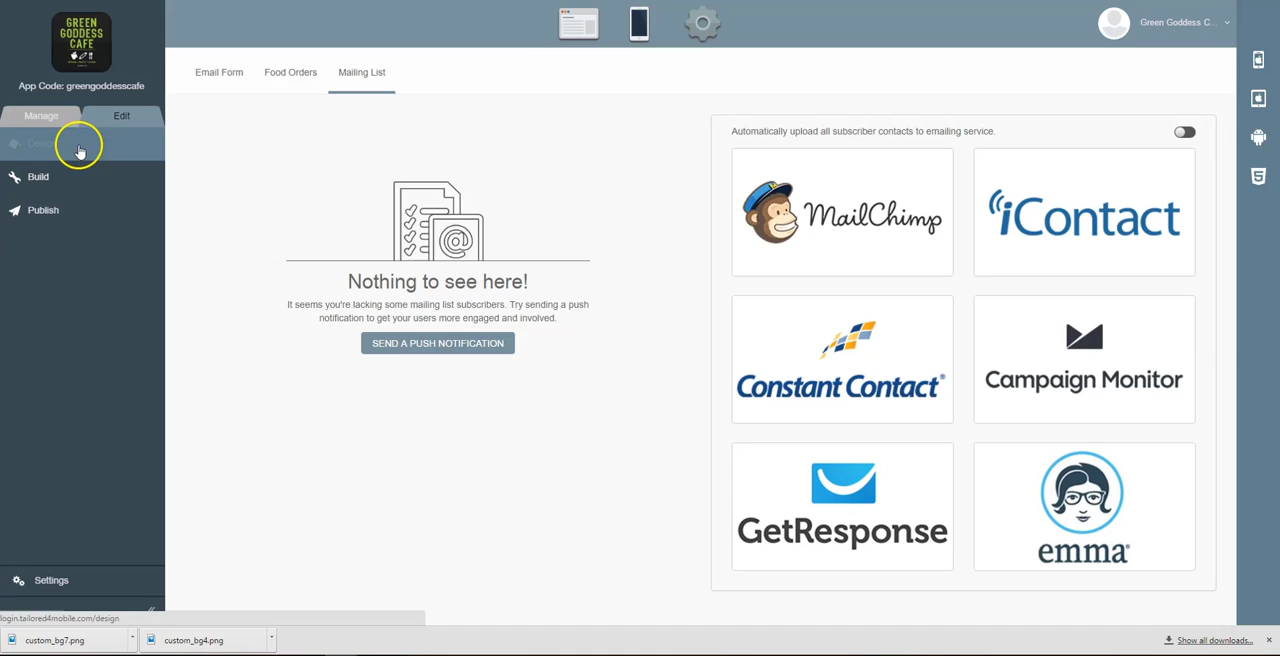 GREEN
GODDESS
CAFE
App Code: greengoddesscafe
Manage
Edit
Design
Build
Publish
Settings
Green Goddess C...
Email Form
Food Orders
Mailing List
Nothing to see here!
It seems you're lacking some mailing list subscribers. Try sending a push
notification to get your users more engaged and involved.
SEND A PUSH NOTIFICATION
Automatically upload all subscriber contacts to emailing service.
MailChimp
iContact
Constant Contact®
Campaign Monitor
GetResponse
emma®
login.tailored4mobile.com/design
custom_bg7.png
custom_bg4.png
Show all downloads...